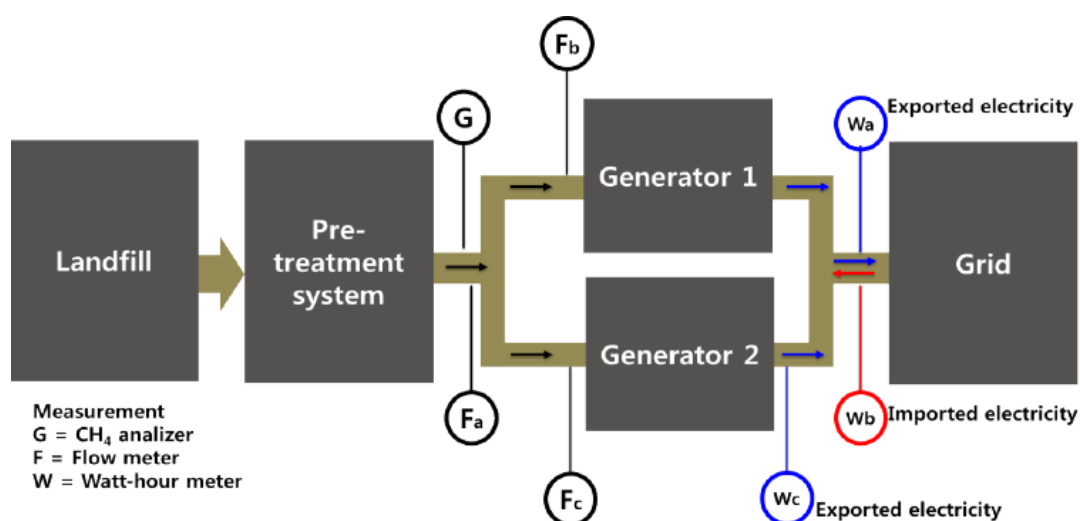 Fb
G
Wa
Exported electricity
Generator 1
Landfill
Pre-
treatment
system
Grid
Generator 2
Measurement
G = CH₄ analizer
F = Flow meter
W = Watt-hour meter
Fa
Wb
Imported electricity
Fc
Wc
Exported electricity